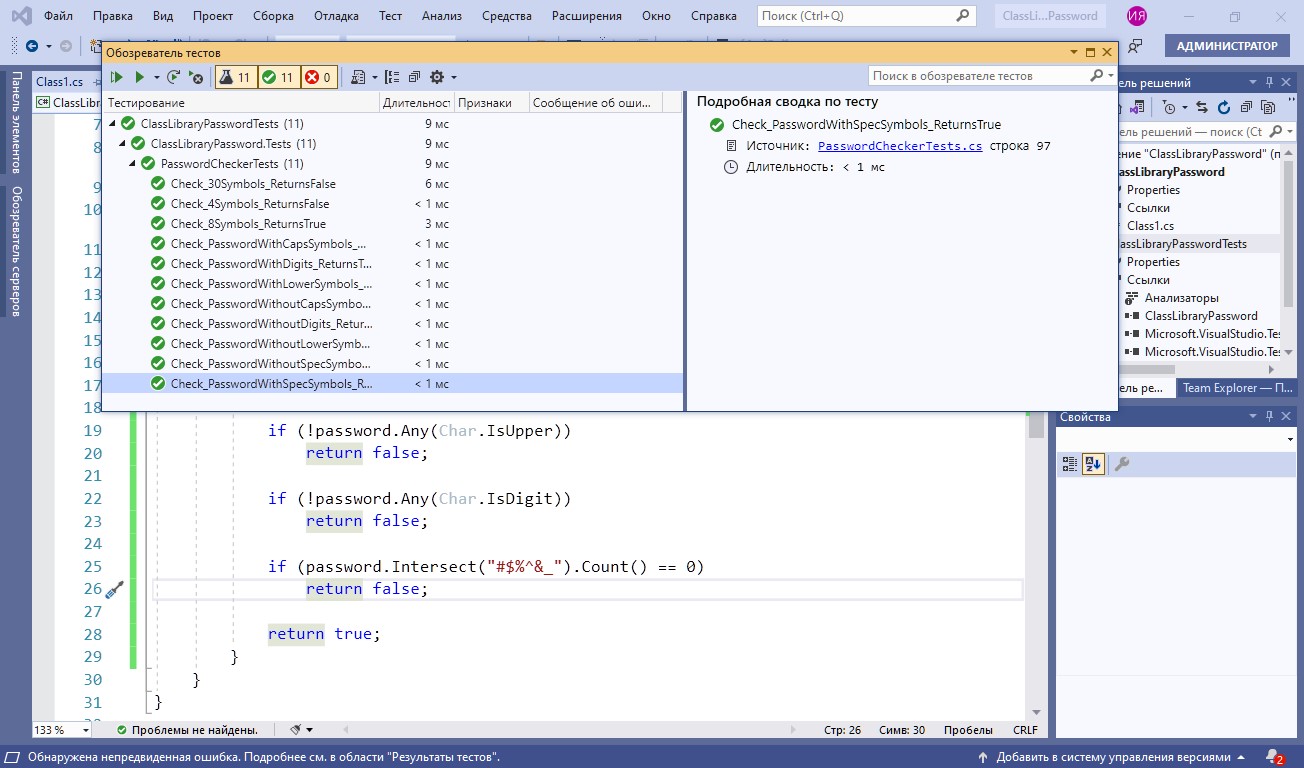 Файл Правка Вид Проект Сборка Отладка Тест Анализ Средства Расширения Окно Справка Поиск (Ctrl+Q) ClassLi...Password ИЯ
АДМИНИСТРАТОР
Обозреватель тестов
11 11 0 Поиск в обозревателе тестов
Тестирование Длительност Признаки Сообщение об оши...
ClassLibraryPasswordTests (11) 9 мс
ClassLibraryPassword.Tests (11) 9 мс
PasswordCheckerTests (11) 9 мс
Check_30Symbols_ReturnsFalse 6 мс
Check_4Symbols_ReturnsFalse < 1 мс
Check_8Symbols_ReturnsTrue 3 мс
Check_PasswordWithCapsSymbols_... < 1 мс
Check_PasswordWithDigits_ReturnsT... < 1 мс
Check_PasswordWithLowerSymbols_... < 1 мс
Check_PasswordWithoutCapsSymbo... < 1 мс
Check_PasswordWithoutDigits_Retur... < 1 мс
Check_PasswordWithoutLowerSymb... < 1 мс
Check_PasswordWithoutSpecSymbo... < 1 мс
Check_PasswordWithSpecSymbols_R... < 1 мс
Подробная сводка по тесту
Check_PasswordWithSpecSymbols_ReturnsTrue
Источник: PasswordCheckerTests.cs строка 97
Длительность: < 1 мс
Панель элементов
Обозреватель серверов
Class1.cs
ClassLibr
7
8
9
10
11
12
13
14
15
16
17
18
19 if (!password.Any(Char.IsUpper))
20 return false;
21
22 if (!password.Any(Char.IsDigit))
23 return false;
24
25 if (password.Intersect("#$%^&_").Count() == 0)
26 return false;
27
28 return true;
29 }
30 }
31 }
ель решений
ель решений — поиск (Ct
ение "ClassLibraryPassword" (п
assLibraryPassword
Properties
Ссылки
Class1.cs
assLibraryPasswordTests
Properties
Ссылки
Анализаторы
ClassLibraryPassword
Microsoft.VisualStudio.Te
Microsoft.VisualStudio.Te
ель ре... Team Explorer — П...
Свойства
133 % Проблемы не найдены. Стр: 26 Симв: 30 Пробелы CRLF
Обнаружена непредвиденная ошибка. Подробнее см. в области "Результаты тестов". Добавить в систему управления версиями 2